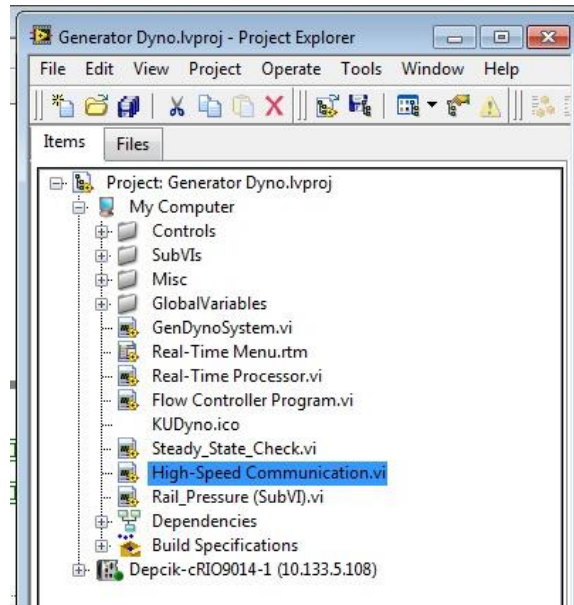 Generator Dyno.lvproj - Project Explorer
File Edit View Project Operate Tools Window Help
Items Files
Project: Generator Dyno.lvproj
My Computer
Controls
SubVIs
Misc
GlobalVariables
GenDynoSystem.vi
Real-Time Menu.rtm
Real-Time Processor.vi
Flow Controller Program.vi
KUDyno.ico
Steady_State_Check.vi
High-Speed Communication.vi
Rail_Pressure (SubVI).vi
Dependencies
Build Specifications
Depcik-cRIO9014-1 (10.133.5.108)